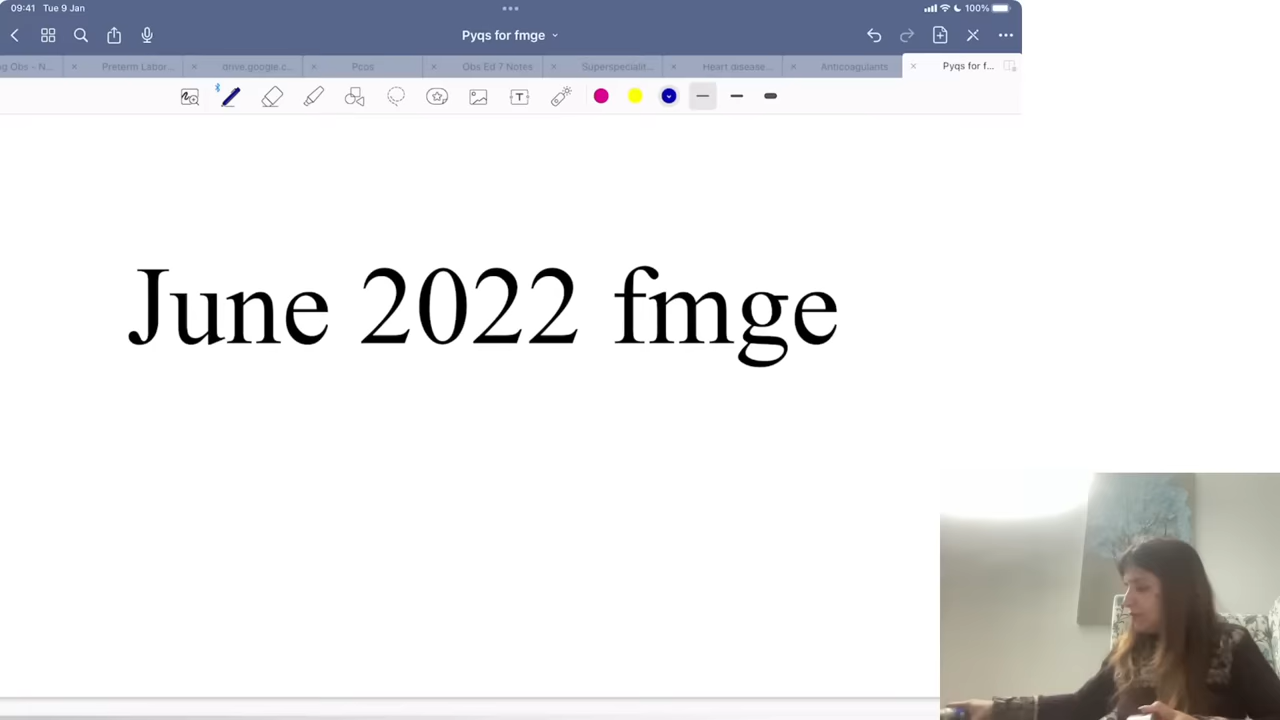 09:41 Tue 9 Jan 100%
Pyqs for fmge
g Obs - N... Preterm Labor... drive.google.c... Pcos Obs Ed 7 Notes Superspecialit... Heart disease... Anticoagulants Pyqs for f...
T
June 2022 fmge